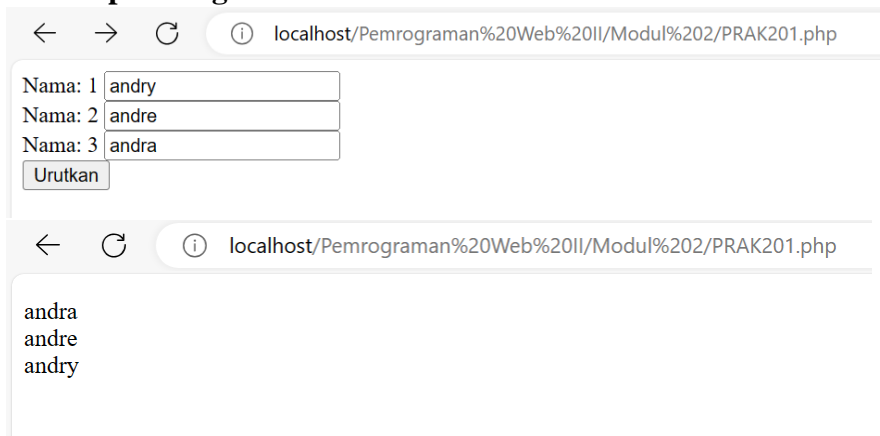 localhost/Pemrograman%20Web%20II/Modul%202/PRAK201.php
Nama: 1 andry
Nama: 2 andre
Nama: 3 andra
Urutkan
localhost/Pemrograman%20Web%20II/Modul%202/PRAK201.php
andra
andre
andry